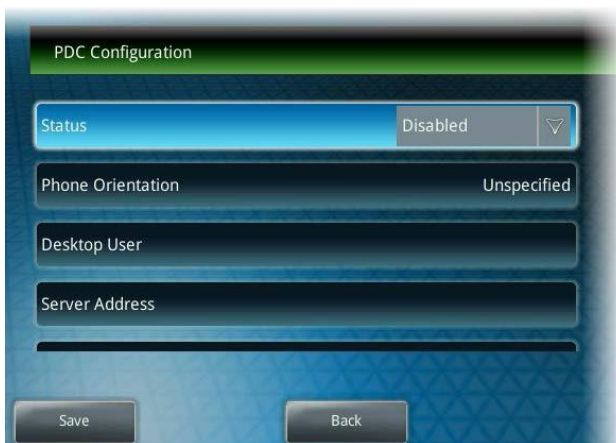 PDC Configuration
Status Disabled
Phone Orientation Unspecified
Desktop User
Server Address
Save Back